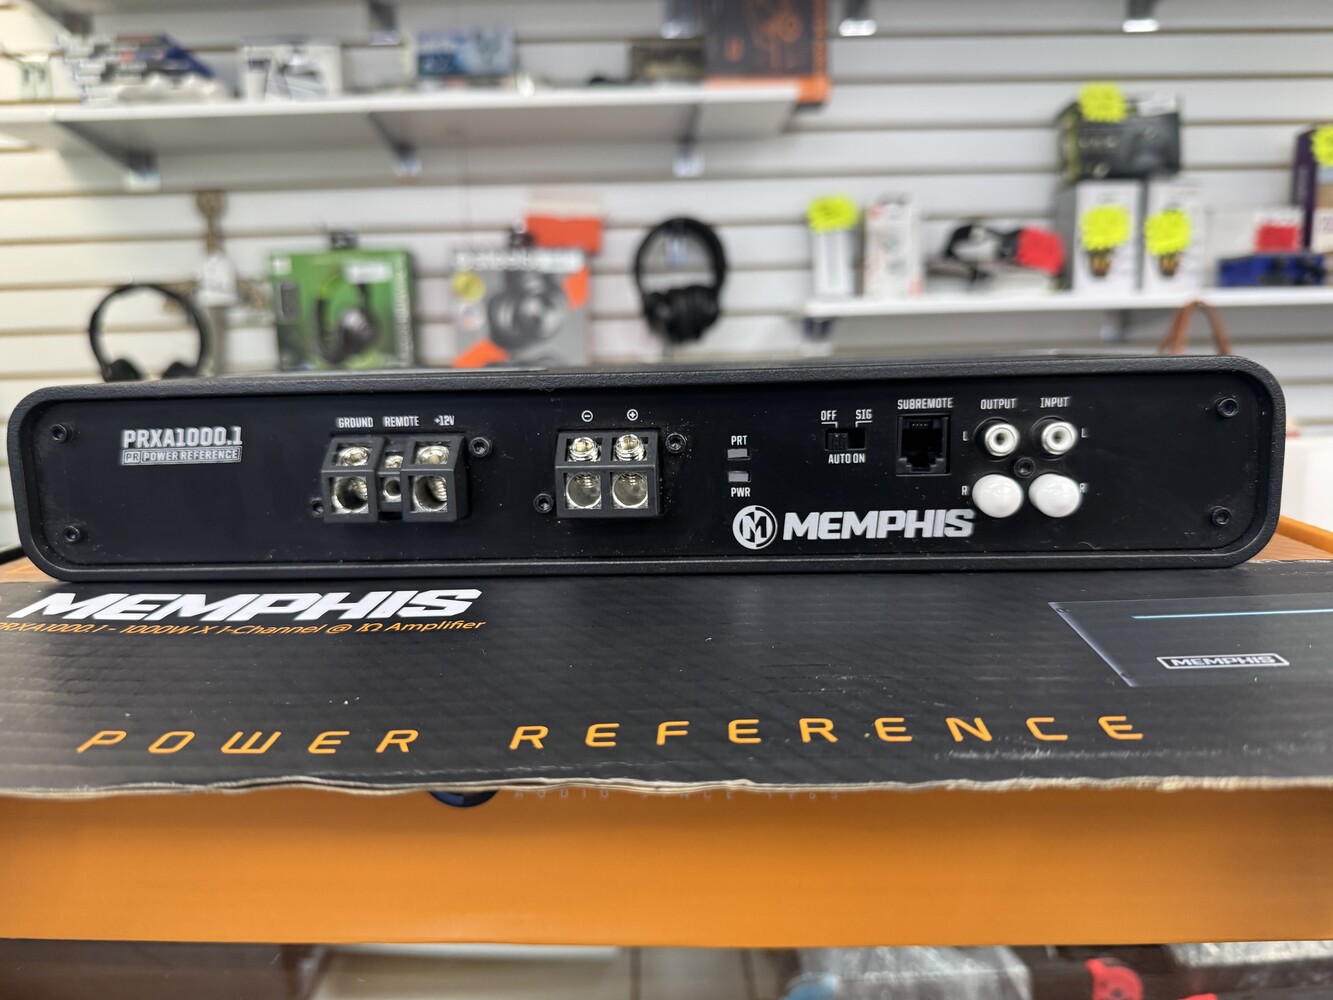 PRXA1000.1
PR POWER REFERENCE
GROUND REMOTE +12V
⊖ ⊕
PRT
PWR
OFF SIG
AUTO ON
SUBREMOTE
OUTPUT INPUT
L L
R R
M MEMPHIS
MEMPHIS
PRXA1000.1 - 1000W X 1-Channel @ 1Ω Amplifier
MEMPHIS
POWER REFERENCE